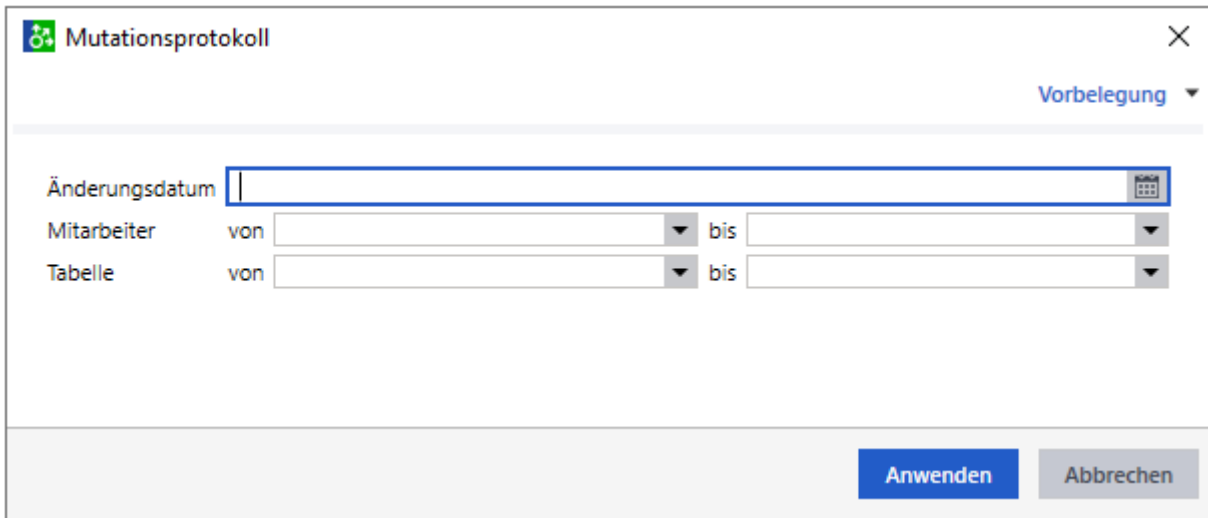 Mutationsprotokoll
Vorbelegung
Änderungsdatum
Mitarbeiter von bis
Tabelle von bis
Anwenden Abbrechen